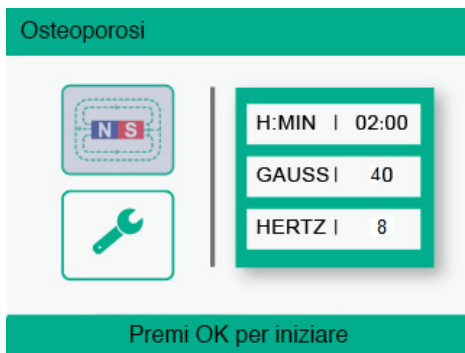 Osteoporosi
N S
H:MIN | 02:00
GAUSS | 40
HERTZ | 8
Premi OK per iniziare